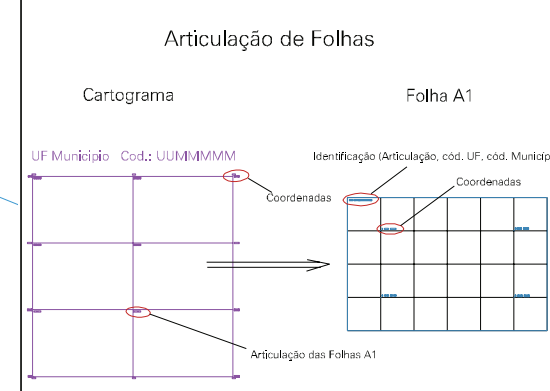 Articulação de Folhas
Cartograma
Folha A1
UF Municipio Cod.: UUMMMMM
Identificação (Articulação, cód. UF, cód. Municíp
Coordenadas
Coordenadas
Articulação das Folhas A1